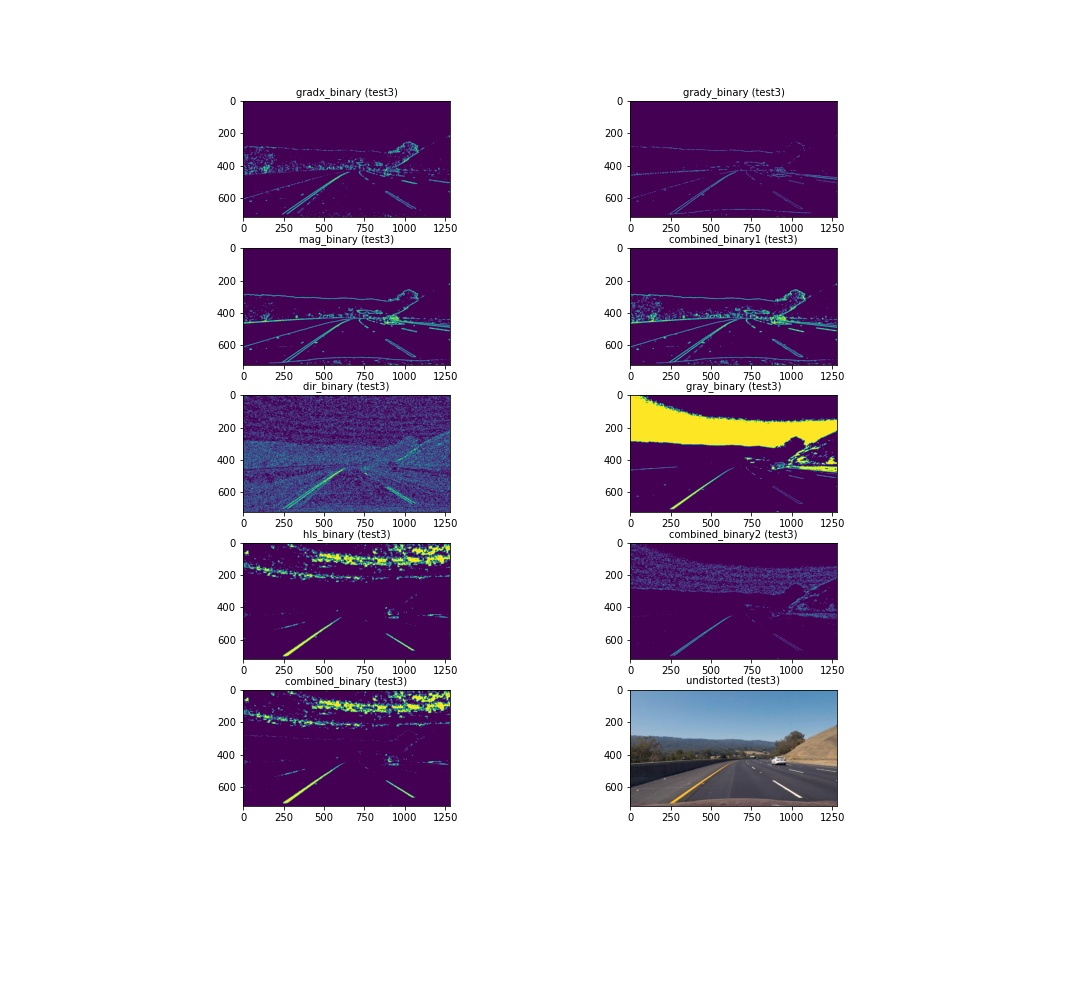 gradx_binary (test3)
0
200
400
600
0 250 500 750 1000 1250
grady_binary (test3)
0
200
400
600
0 250 500 750 1000 1250
mag_binary (test3)
0
200
400
600
0 250 500 750 1000 1250
combined_binary1 (test3)
0
200
400
600
0 250 500 750 1000 1250
dir_binary (test3)
0
200
400
600
0 250 500 750 1000 1250
gray_binary (test3)
0
200
400
600
0 250 500 750 1000 1250
hls_binary (test3)
0
200
400
600
0 250 500 750 1000 1250
combined_binary2 (test3)
0
200
400
600
0 250 500 750 1000 1250
combined_binary (test3)
0
200
400
600
0 250 500 750 1000 1250
undistorted (test3)
0
200
400
600
0 250 500 750 1000 1250